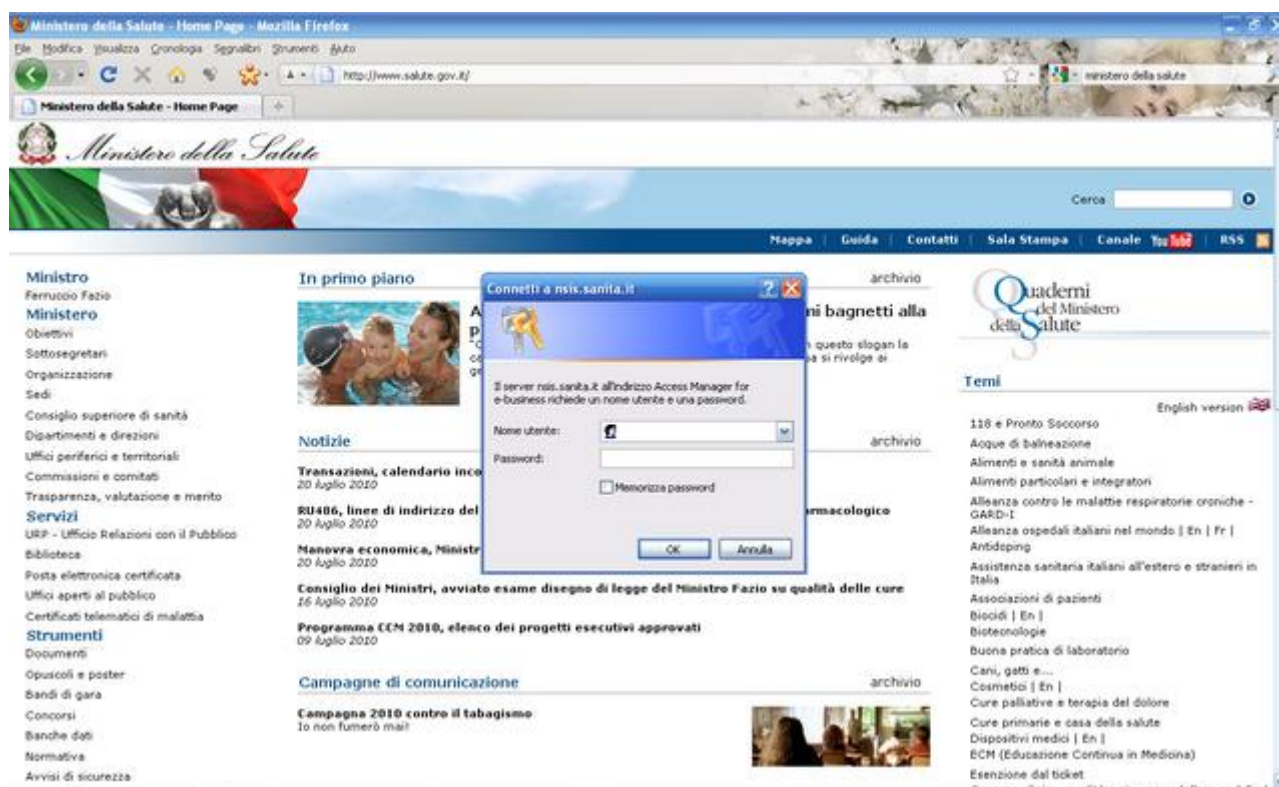 Ministero della Salute - Home Page - Mozilla Firefox
File Modifica Visualizza Cronologia Segnalibri Strumenti Aiuto
http://www.salute.gov.it/
ministero della salute
Ministero della Salute - Home Page
Ministero della Salute
Cerca
Mappa | Guida | Contatti | Sala Stampa | Canale YouTube | RSS
Ministro
Ferruccio Fazio
Ministero
Obiettivi
Sottosegretari
Organizzazione
Sedi
Consiglio superiore di sanità
Dipartimenti e direzioni
Uffici periferici e territoriali
Commissioni e comitati
Trasparenza, valutazione e merito
Servizi
URP - Ufficio Relazioni con il Pubblico
Biblioteca
Posta elettronica certificata
Uffici aperti al pubblico
Certificati telematici di malattia
Strumenti
Documenti
Opuscoli e poster
Bandi di gara
Concorsi
Banche dati
Normativa
Avvisi di sicurezza
In primo piano
archivio
ni bagnetti alla
n questo slogan la
a si rivolge ai
Notizie
archivio
Transazioni, calendario inco
20 luglio 2010
RU486, linee di indirizzo del
rmacologico
20 luglio 2010
Manovra economica, Ministr
20 luglio 2010
Consiglio dei Ministri, avviato esame disegno di legge del Ministro Fazio su qualità delle cure
16 luglio 2010
Programma CCM 2010, elenco dei progetti esecutivi approvati
09 luglio 2010
Campagne di comunicazione
archivio
Campagna 2010 contro il tabagismo
Io non fumerò mai!
Connetti a nsis.sanita.it
Il server nsis.sanita.it all'indirizzo Access Manager for
e-business richiede un nome utente e una password.
Nome utente:
Password:
Memorizza password
OK Annulla
Quaderni
del Ministero
della Salute
Temi
English version
118 e Pronto Soccorso
Acque di balneazione
Alimenti e sanità animale
Alimenti particolari e integratori
Alleanza contro le malattie respiratorie croniche -
GARD-I
Alleanza ospedali italiani nel mondo | En | Fr |
Antidoping
Assistenza sanitaria italiani all'estero e stranieri in
Italia
Associazioni di pazienti
Biocidi | En |
Biotecnologie
Buona pratica di laboratorio
Cani, gatti e...
Cosmetici | En |
Cure palliative e terapia del dolore
Cure primarie e casa della salute
Dispositivi medici | En |
ECM (Educazione Continua in Medicina)
Esenzione dal ticket